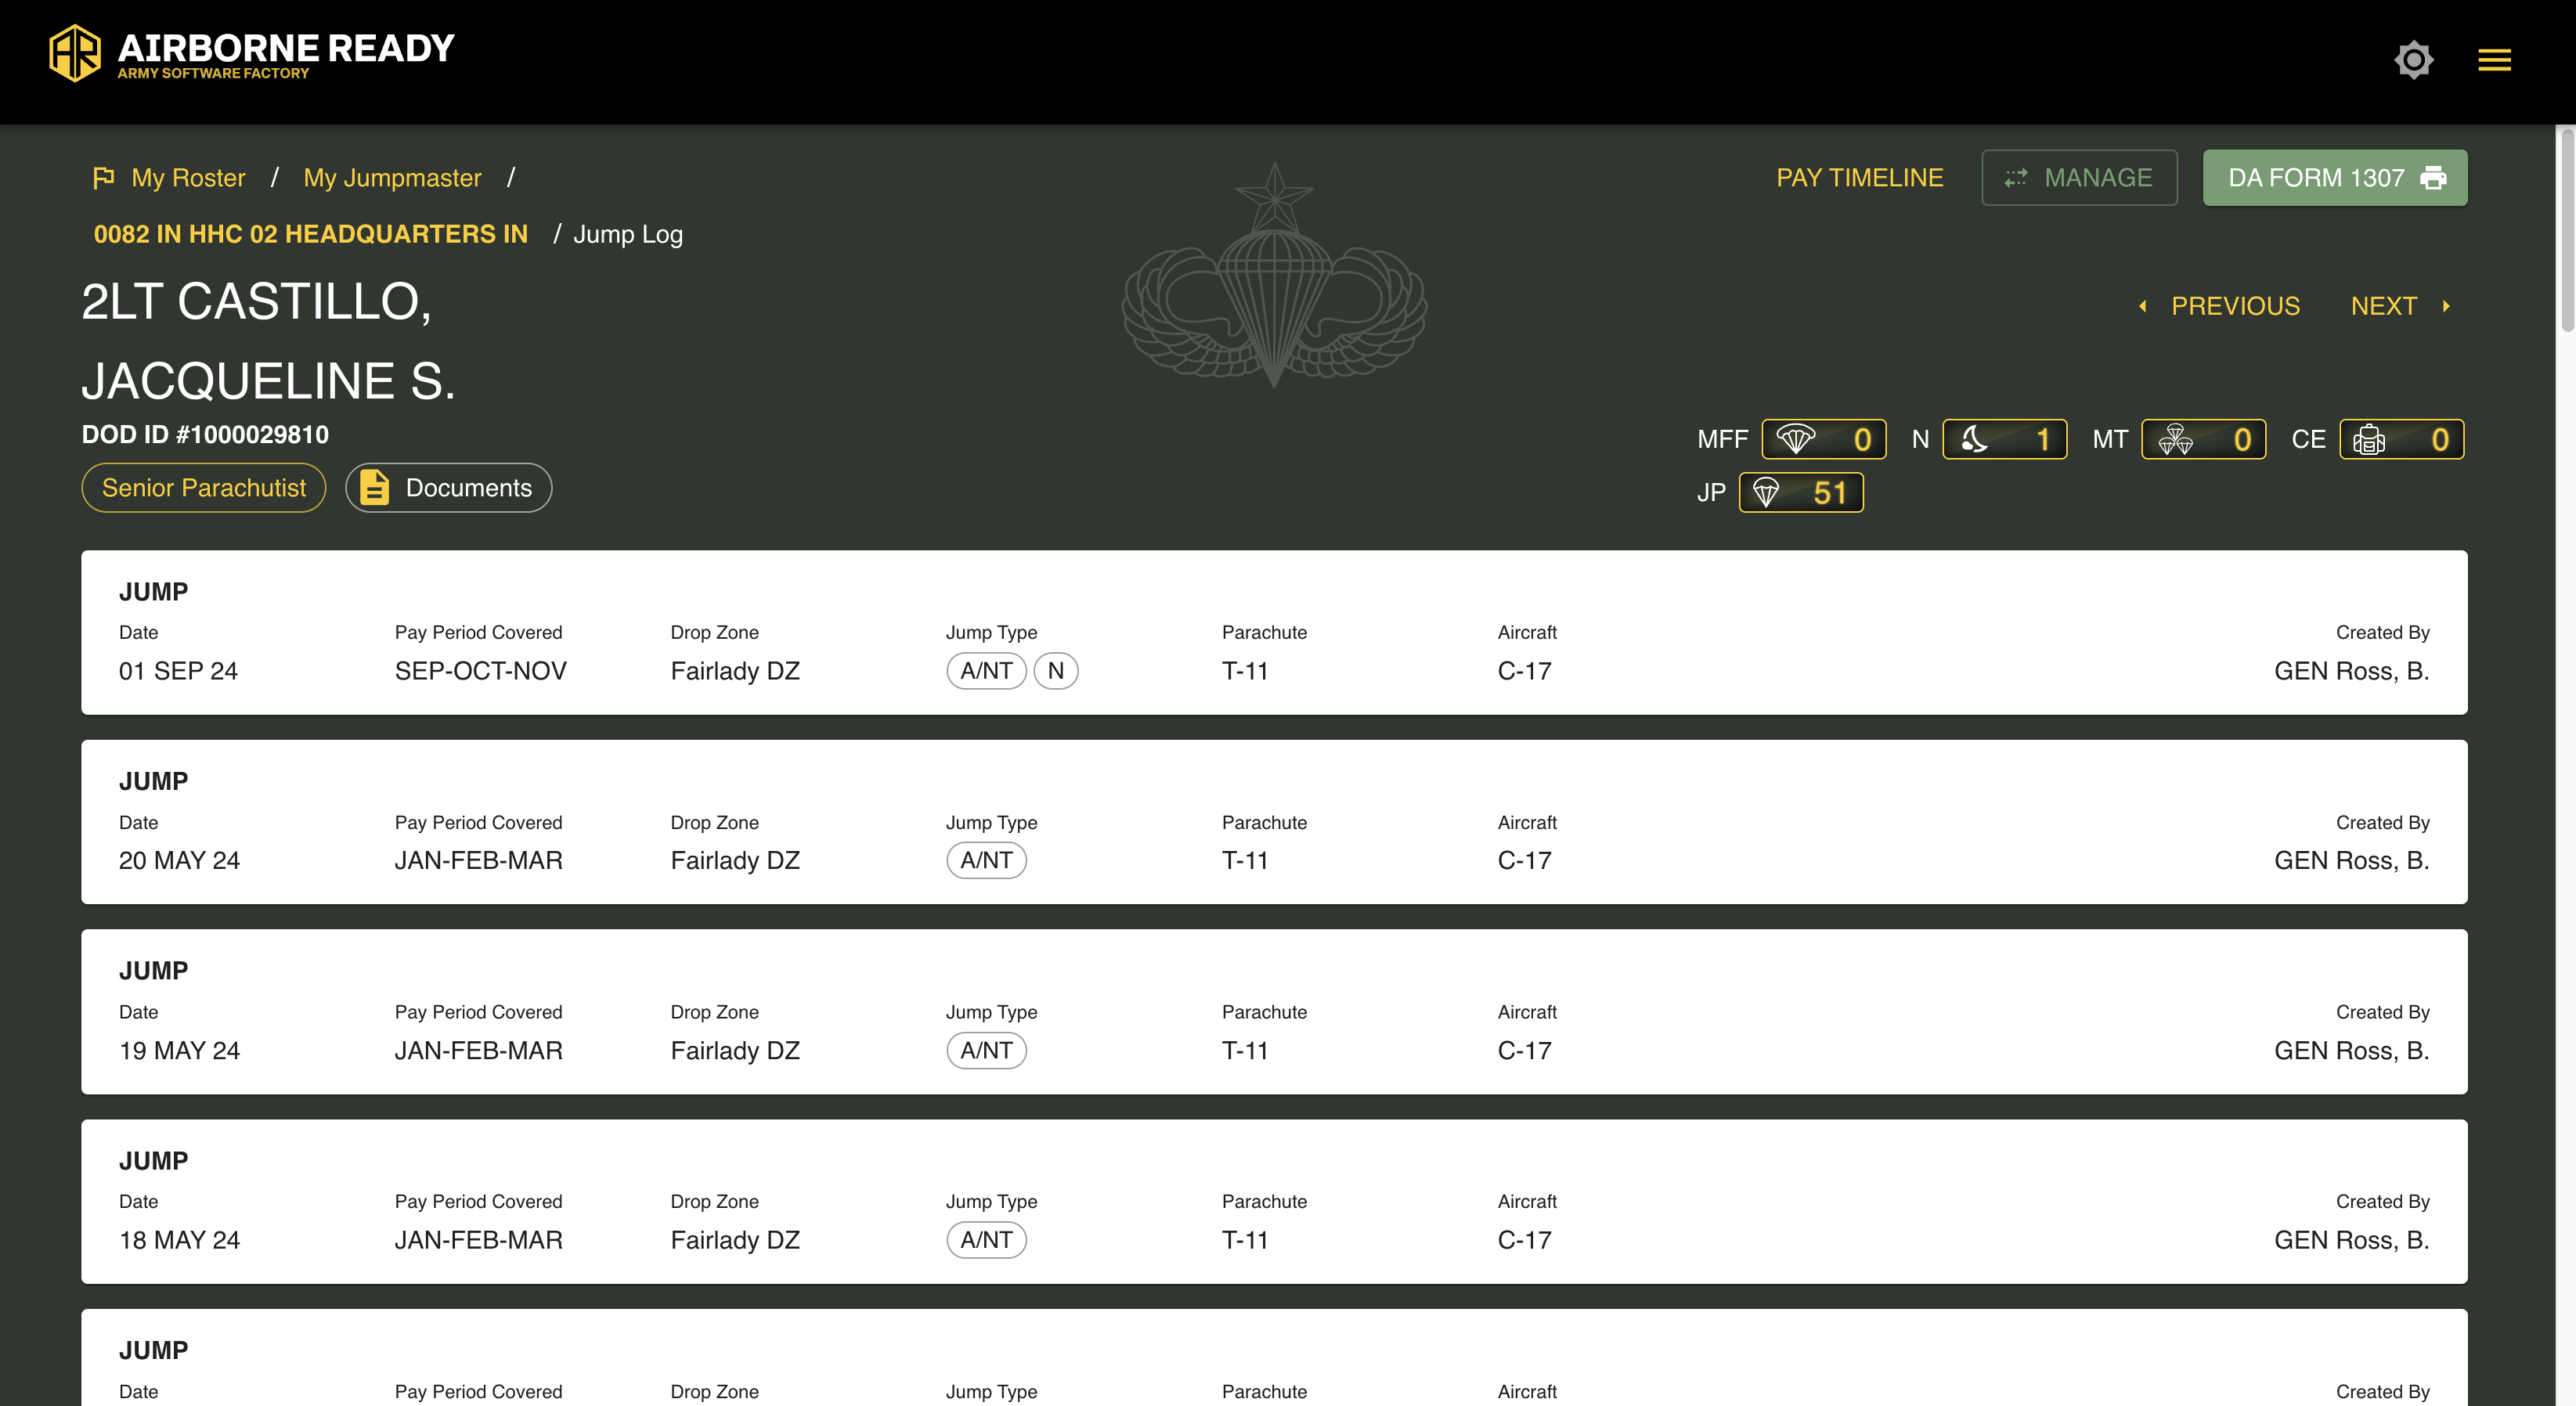 AIRBORNE READY
ARMY SOFTWARE FACTORY
My Roster / My Jumpmaster /
0082 IN HHC 02 HEADQUARTERS IN / Jump Log
PAY TIMELINE MANAGE DA FORM 1307
2LT CASTILLO,
JACQUELINE S.
PREVIOUS NEXT
DOD ID #1000029810
Senior Parachutist Documents
MFF 0 N 1 MT 0 CE 0
JP 51
JUMP
Date Pay Period Covered Drop Zone Jump Type Parachute Aircraft Created By
01 SEP 24 SEP-OCT-NOV Fairlady DZ A/NT N T-11 C-17 GEN Ross, B.
JUMP
Date Pay Period Covered Drop Zone Jump Type Parachute Aircraft Created By
20 MAY 24 JAN-FEB-MAR Fairlady DZ A/NT T-11 C-17 GEN Ross, B.
JUMP
Date Pay Period Covered Drop Zone Jump Type Parachute Aircraft Created By
19 MAY 24 JAN-FEB-MAR Fairlady DZ A/NT T-11 C-17 GEN Ross, B.
JUMP
Date Pay Period Covered Drop Zone Jump Type Parachute Aircraft Created By
18 MAY 24 JAN-FEB-MAR Fairlady DZ A/NT T-11 C-17 GEN Ross, B.
JUMP
Date Pay Period Covered Drop Zone Jump Type Parachute Aircraft Created By